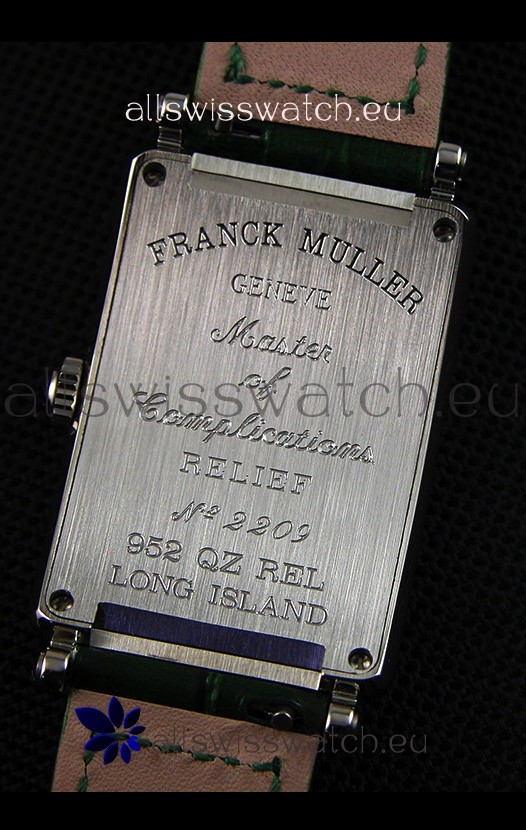 allswisswatch.eu
FRANCK MULLER
GENEVE
Master
of
allswisswatch.eu
Complications
RELIEF
Nº 2209
952 QZ REL
LONG ISLAND
allswisswatch.eu